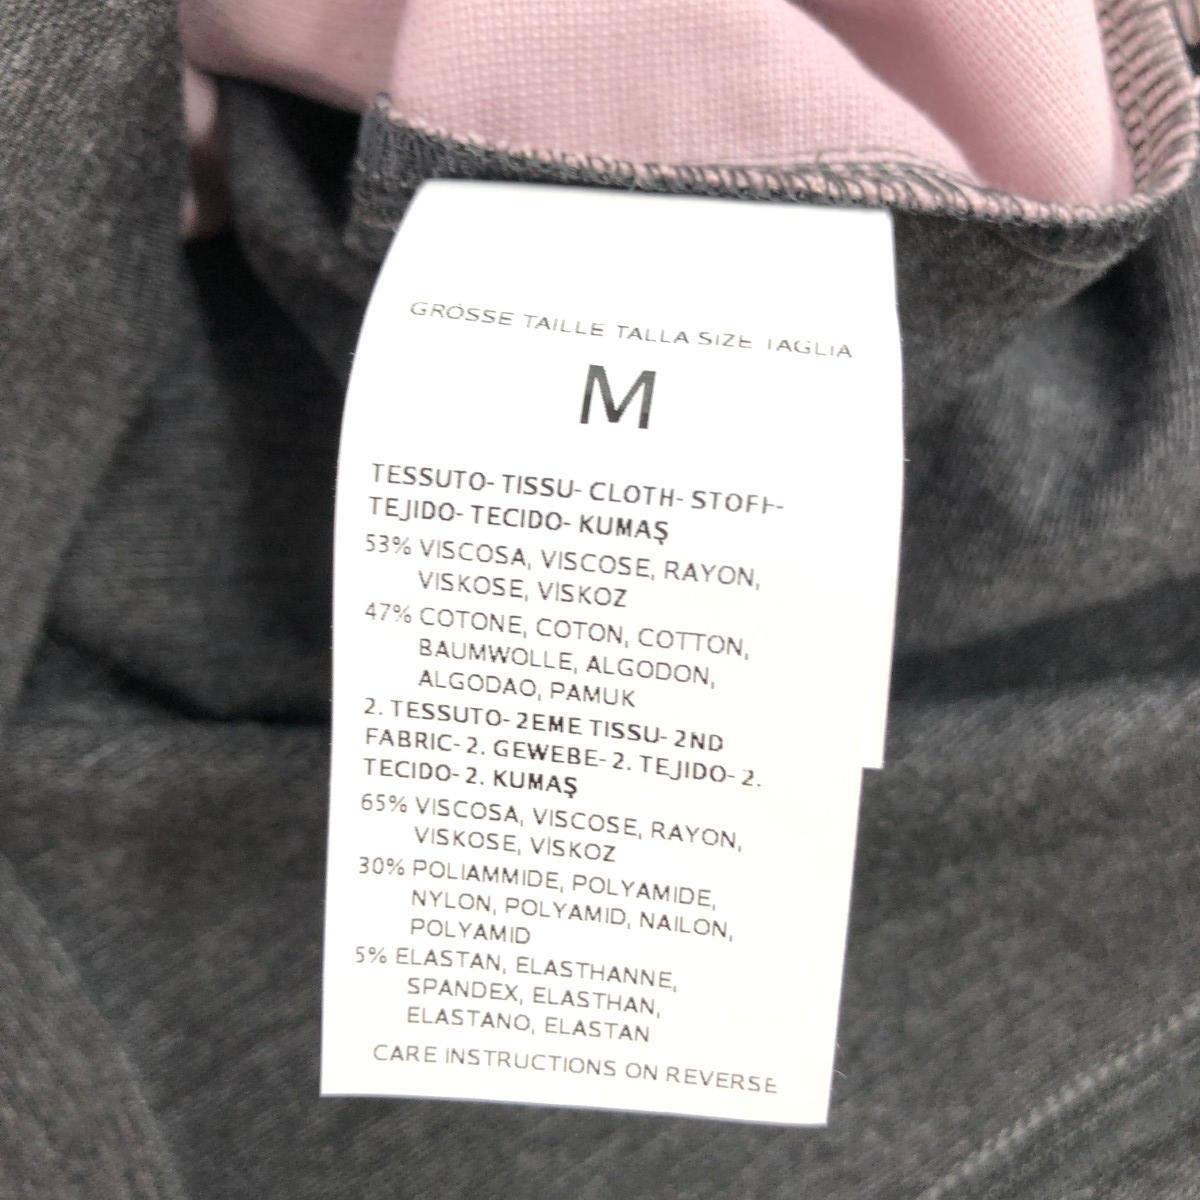 GRÖSSE TAILLE TALLA SIZE TAGLIA
M
TESSUTO- TISSU- CLOTH- STOFF-
TEJIDO- TECIDO- KUMAŞ
53% VISCOSA, VISCOSE, RAYON,
VISKOSE, VİSKOZ
47% COTONE, COTON, COTTON,
BAUMWOLLE, ALGODON,
ALGODAO, PAMUK
2. TESSUTO- 2EME TISSU- 2ND
FABRIC- 2. GEWEBE- 2. TEJIDO- 2.
TECIDO- 2. KUMAŞ
65% VISCOSA, VISCOSE, RAYON,
VISKOSE, VİSKOZ
30% POLIAMMIDE, POLYAMIDE,
NYLON, POLYAMID, NAILON,
POLYAMID
5% ELASTAN, ELASTHANNE,
SPANDEX, ELASTHAN,
ELASTANO, ELASTAN
CARE INSTRUCTIONS ON REVERSE